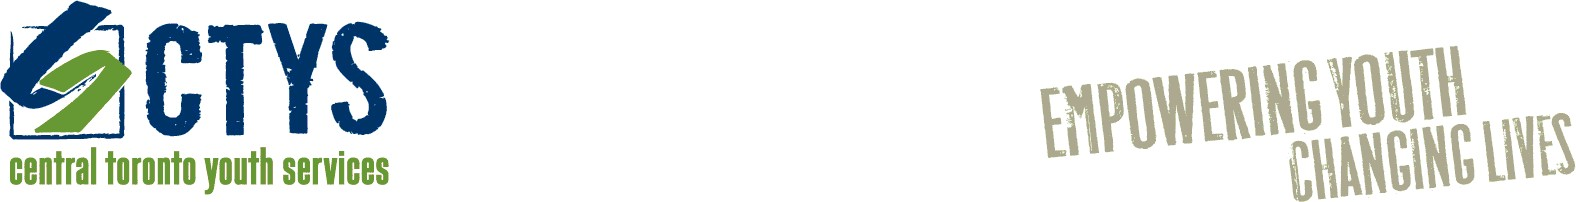 CTYS
central toronto youth services
EMPOWERING YOUTH
CHANGING LIVES